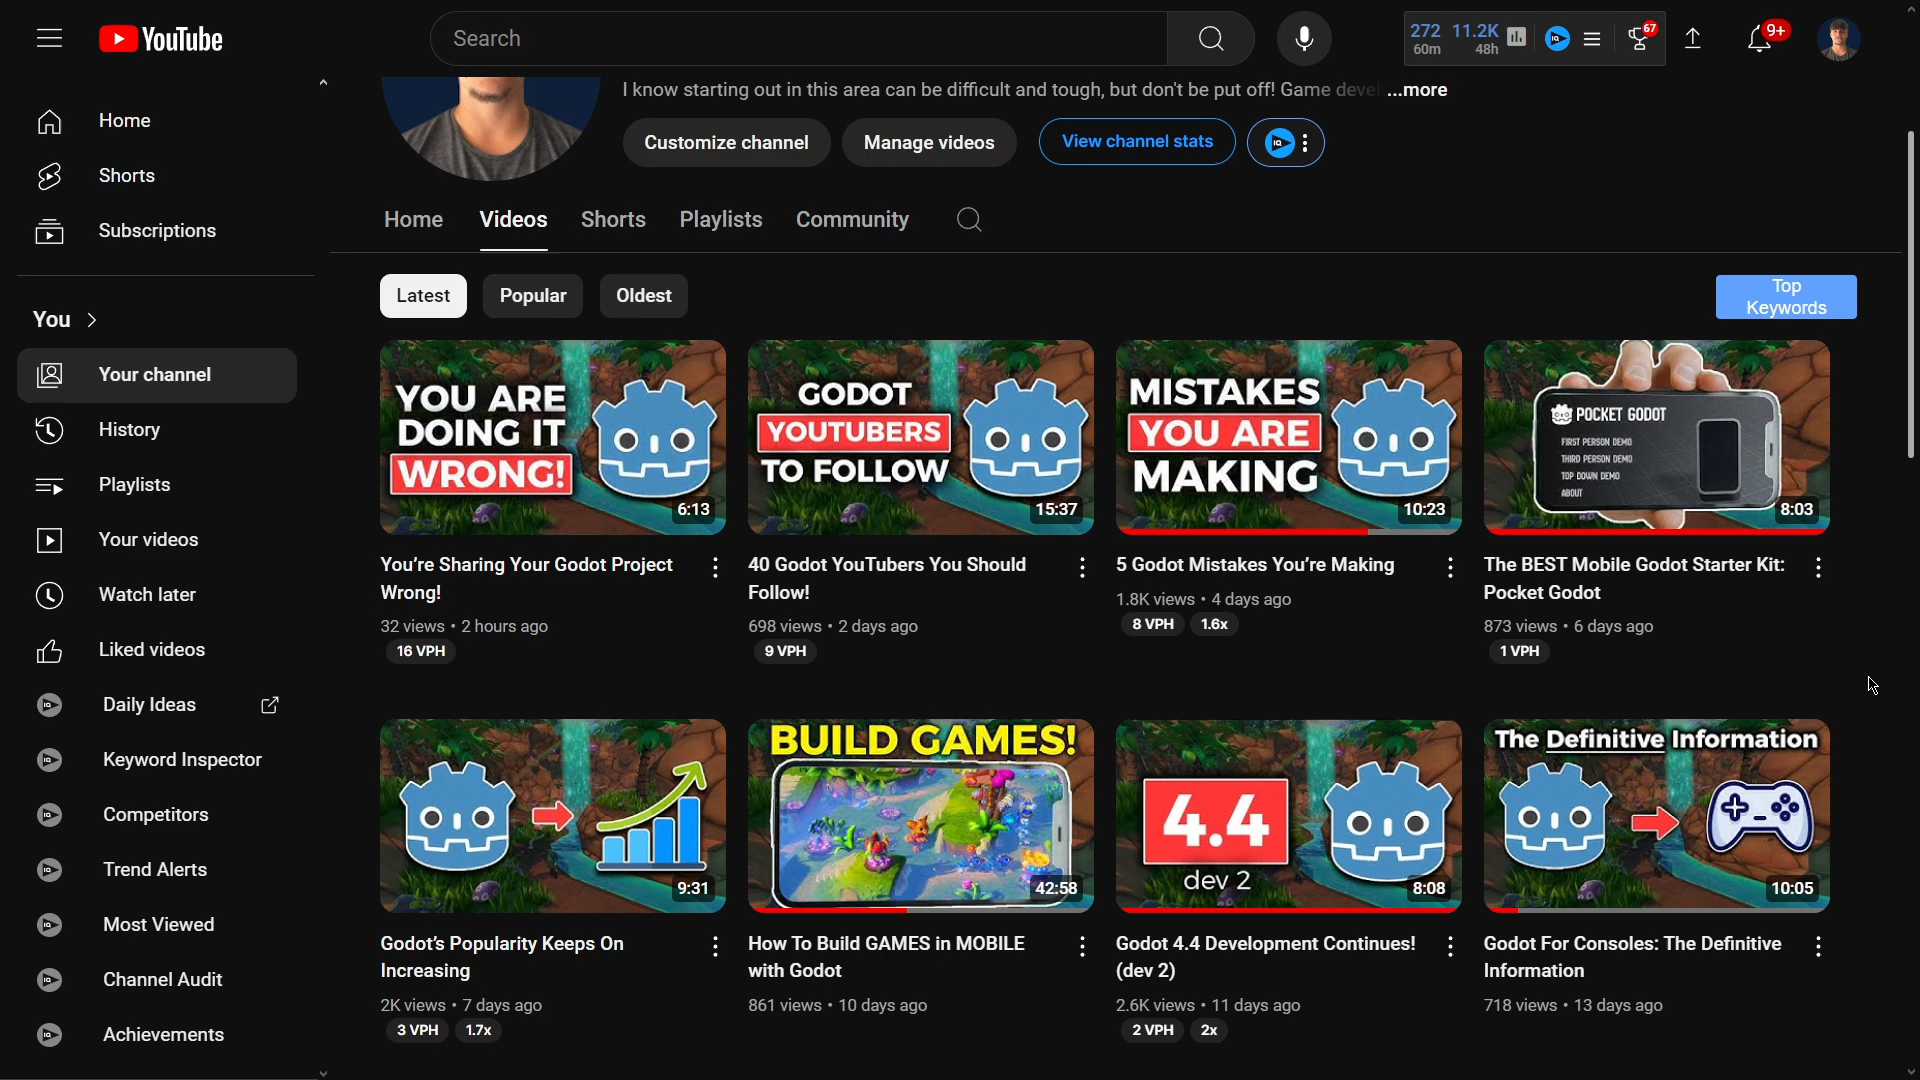 YouTube
Search
272 11.2K
60m 48h
67
9+
I know starting out in this area can be difficult and tough, but don't be put off! Game deve ...more
Customize channel
Manage videos
View channel stats
Home
Videos
Shorts
Playlists
Community
Latest
Popular
Oldest
Top
Keywords
Home
Shorts
Subscriptions
You
Your channel
History
Playlists
Your videos
Watch later
Liked videos
Daily Ideas
Keyword Inspector
Competitors
Trend Alerts
Most Viewed
Channel Audit
Achievements
YOU ARE
DOING IT
WRONG!
6:13
You're Sharing Your Godot Project
Wrong!
32 views • 2 hours ago
16 VPH
GODOT
YOUTUBERS
TO FOLLOW
15:37
40 Godot YouTubers You Should
Follow!
698 views • 2 days ago
9 VPH
MISTAKES
YOU ARE
MAKING
10:23
5 Godot Mistakes You're Making
1.8K views • 4 days ago
8 VPH 1.6x
POCKET GODOT
FIRST PERSON DEMO
THIRD PERSON DEMO
TOP DOWN DEMO
ABOUT
8:03
The BEST Mobile Godot Starter Kit:
Pocket Godot
873 views • 6 days ago
1 VPH
9:31
Godot's Popularity Keeps On
Increasing
2K views • 7 days ago
3 VPH 1.7x
BUILD GAMES!
42:58
How To Build GAMES in MOBILE
with Godot
861 views • 10 days ago
4.4
dev 2
8:08
Godot 4.4 Development Continues!
(dev 2)
2.6K views • 11 days ago
2 VPH 2x
The Definitive Information
10:05
Godot For Consoles: The Definitive
Information
718 views • 13 days ago